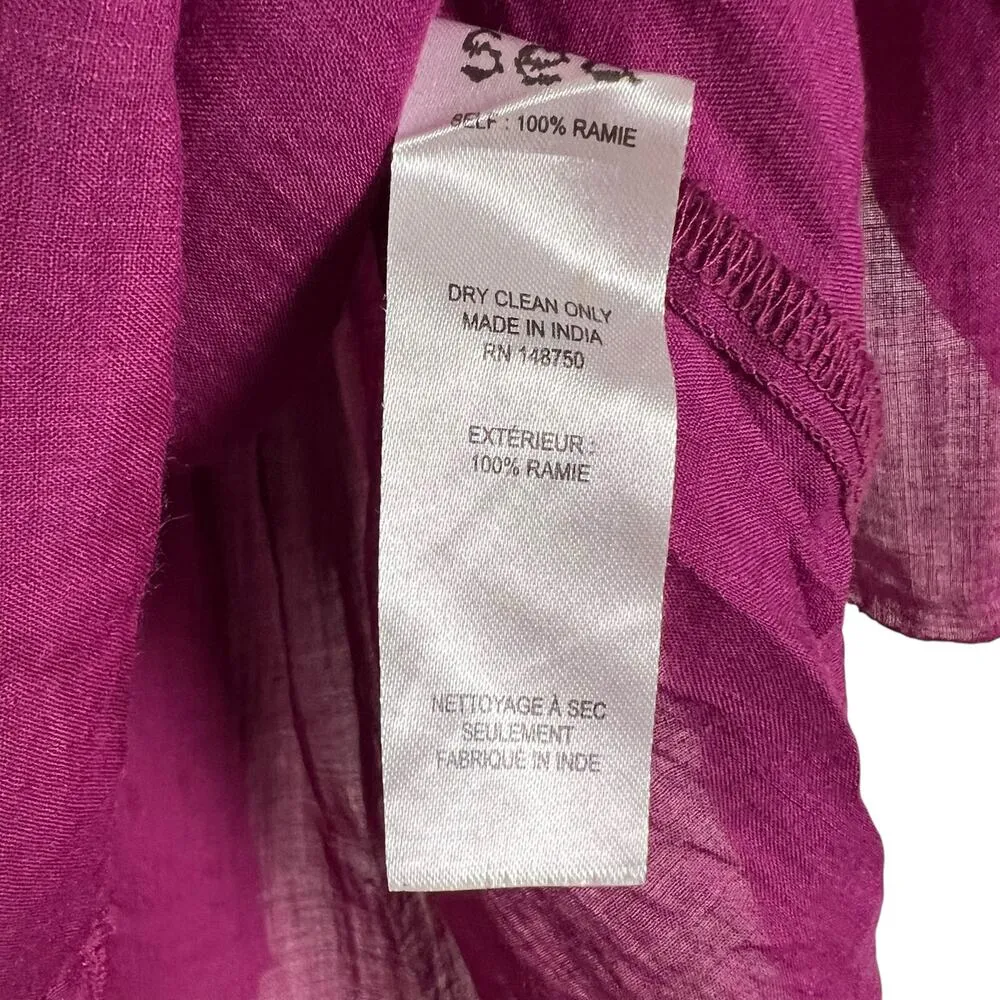 sea
SELF : 100% RAMIE
DRY CLEAN ONLY
MADE IN INDIA
RN 148750
EXTÉRIEUR :
100% RAMIE
NETTOYAGE À SEC
SEULEMENT
FABRIQUÉ IN INDE